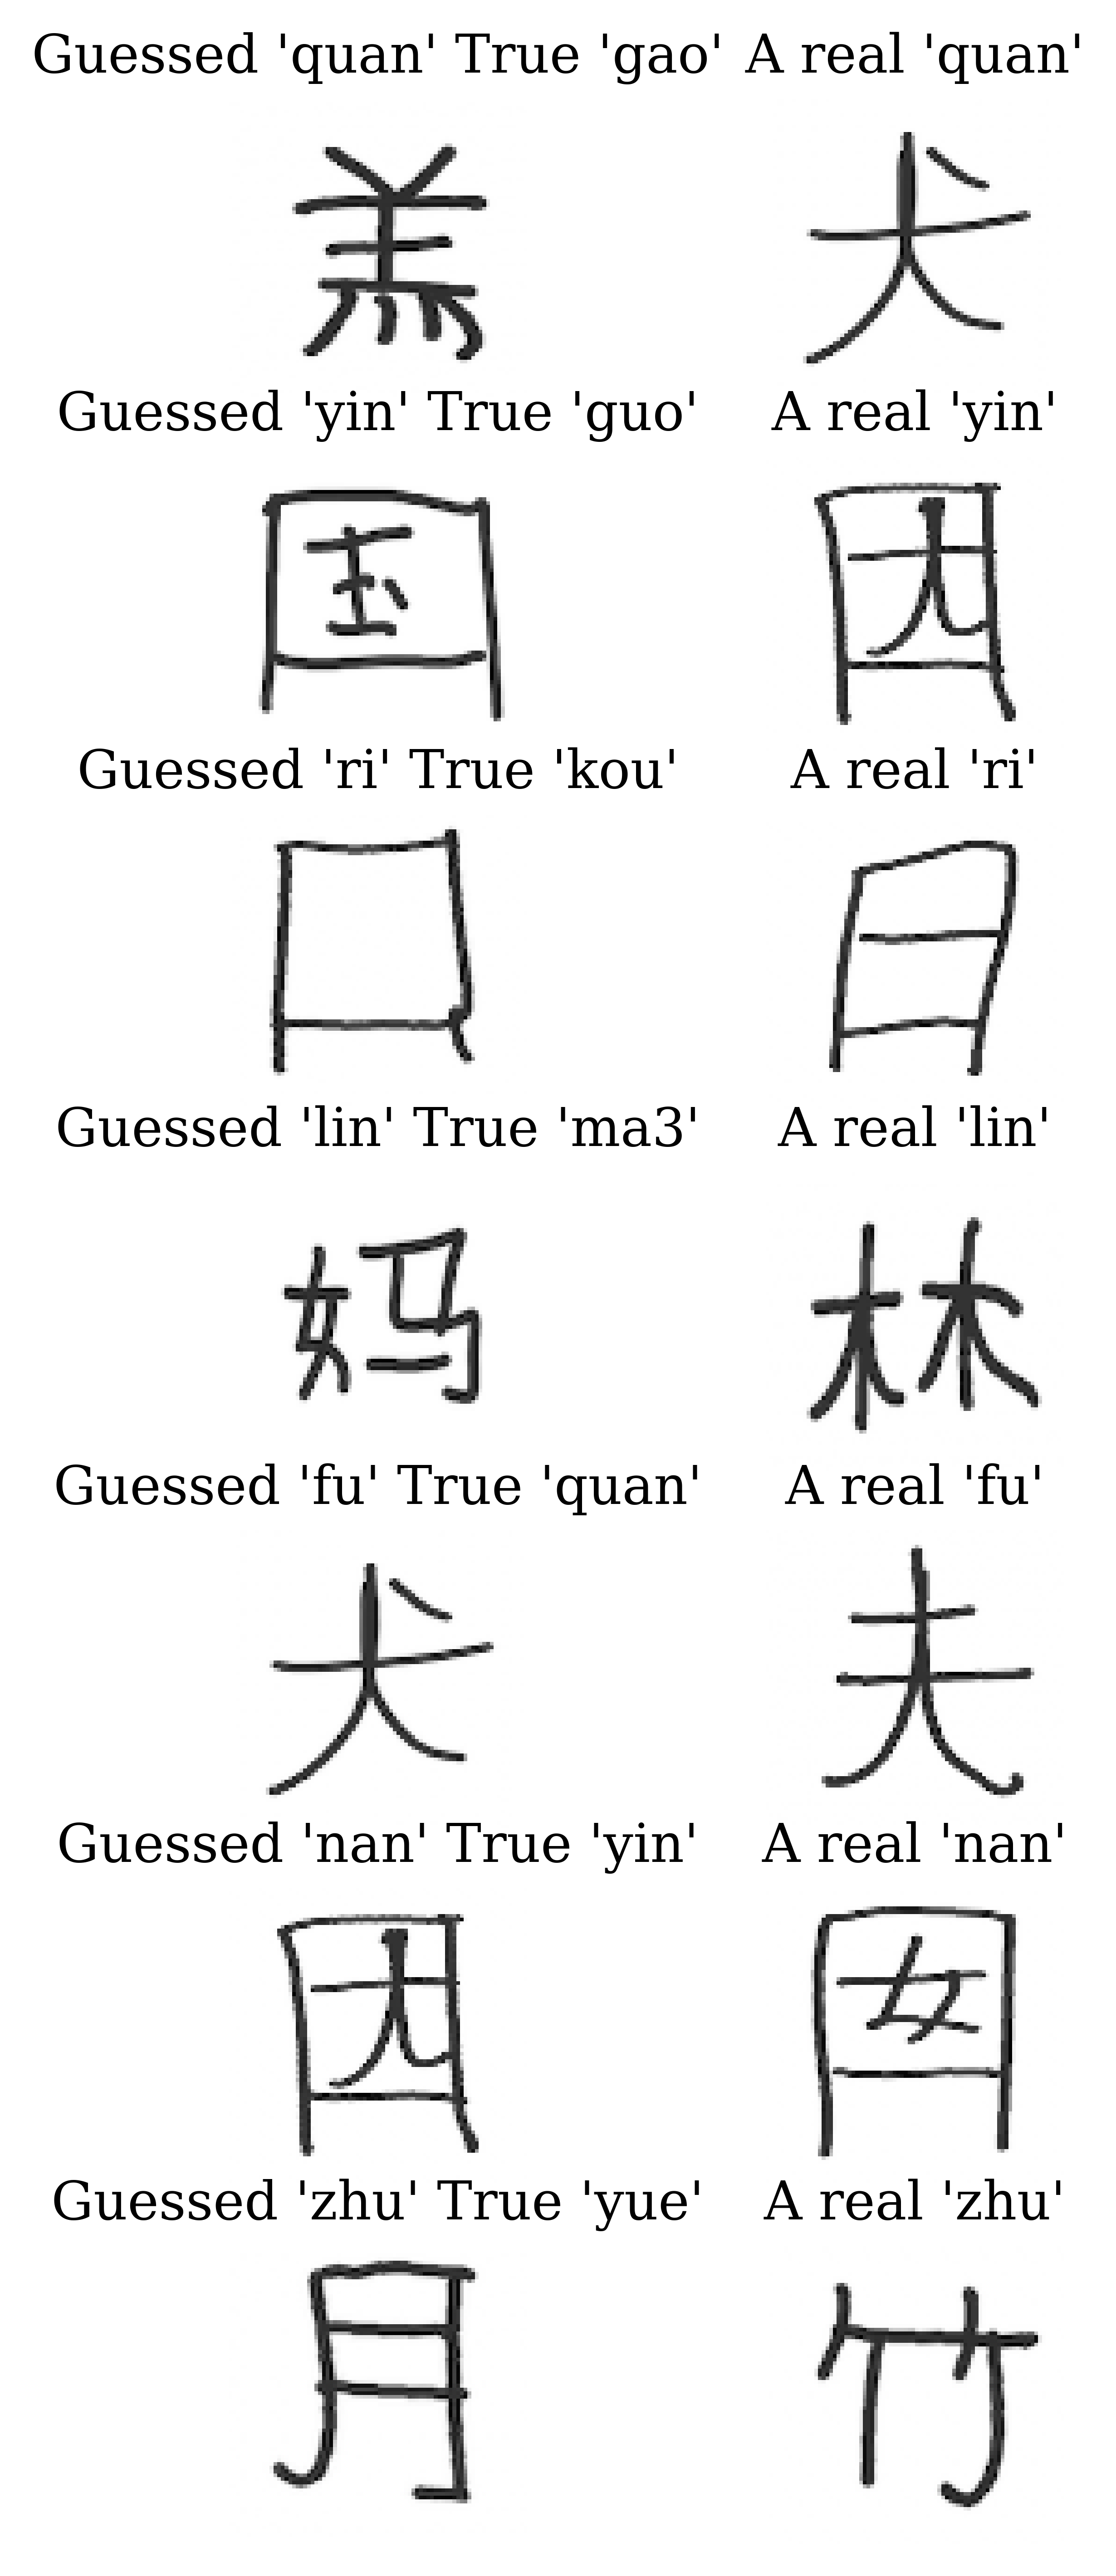 Guessed 'quan' True 'gao' A real 'quan'
羔 犬
Guessed 'yin' True 'guo' A real 'yin'
国 因
Guessed 'ri' True 'kou' A real 'ri'
口 日
Guessed 'lin' True 'ma3' A real 'lin'
妈 林
Guessed 'fu' True 'quan' A real 'fu'
犬 夫
Guessed 'nan' True 'yin' A real 'nan'
因 囡
Guessed 'zhu' True 'yue' A real 'zhu'
月 竹